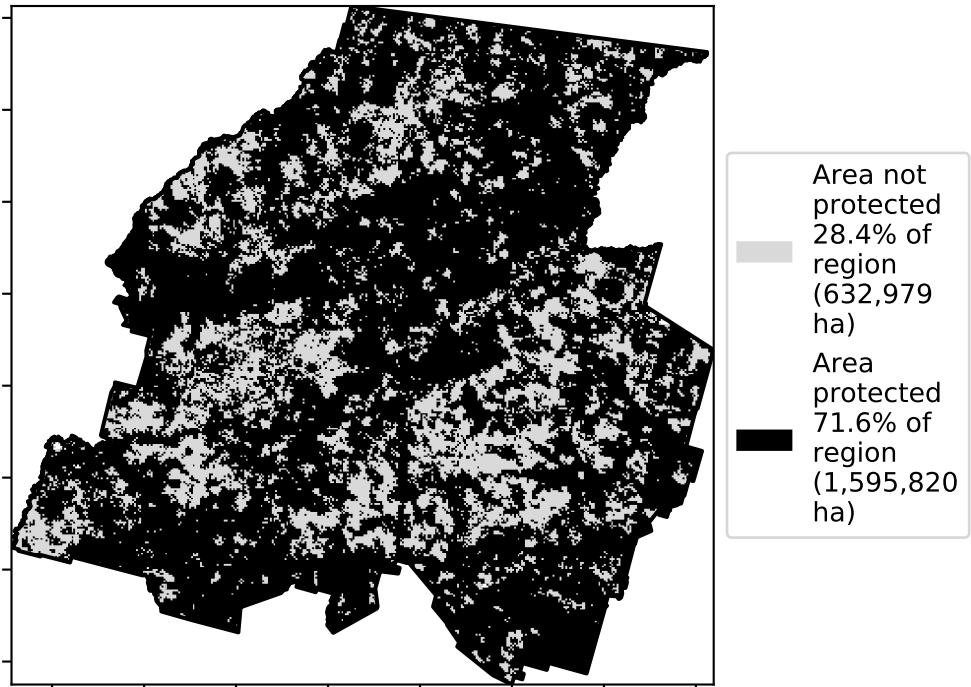 Area not
protected
28.4% of
region
(632,979
ha)
Area
protected
71.6% of
region
(1,595,820
ha)